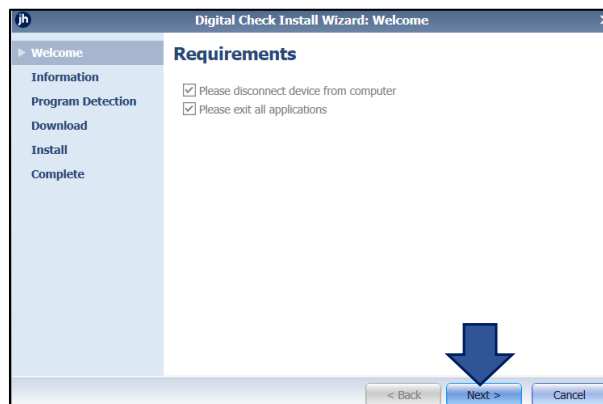 jh
Digital Check Install Wizard: Welcome
Welcome
Requirements
Information
Program Detection
Download
Install
Complete
Please disconnect device from computer
Please exit all applications
< Back
Next >
Cancel